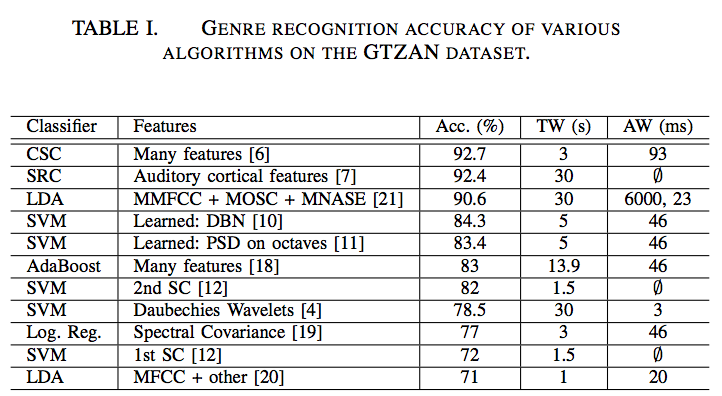 TABLE I. GENRE RECOGNITION ACCURACY OF VARIOUS
ALGORITHMS ON THE GTZAN DATASET.
Classifier Features Acc. (%) TW (s) AW (ms)
CSC Many features [6] 92.7 3 93
SRC Auditory cortical features [7] 92.4 30 ∅
LDA MMFCC + MOSC + MNASE [21] 90.6 30 6000, 23
SVM Learned: DBN [10] 84.3 5 46
SVM Learned: PSD on octaves [11] 83.4 5 46
AdaBoost Many features [18] 83 13.9 46
SVM 2nd SC [12] 82 1.5 ∅
SVM Daubechies Wavelets [4] 78.5 30 3
Log. Reg. Spectral Covariance [19] 77 3 46
SVM 1st SC [12] 72 1.5 ∅
LDA MFCC + other [20] 71 1 20